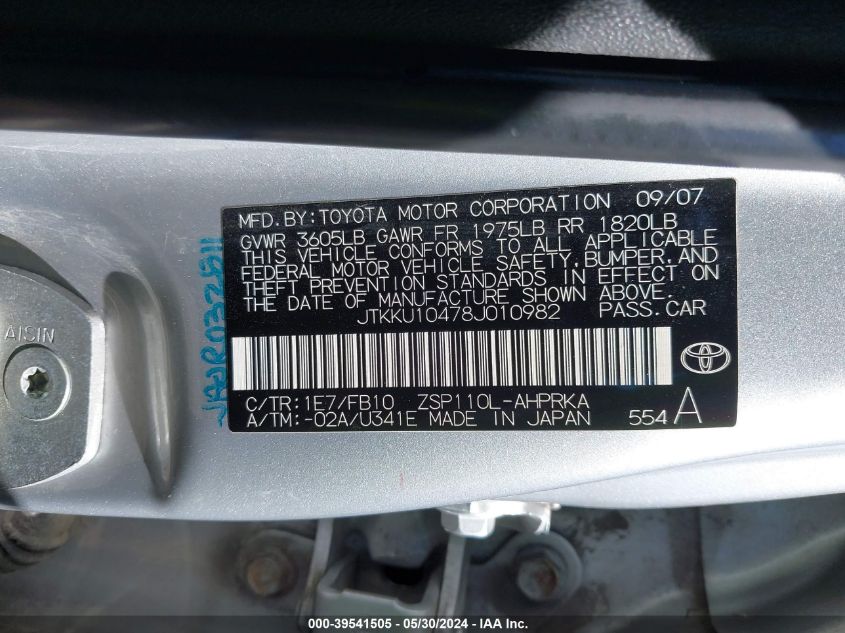 MFD. BY: TOYOTA MOTOR CORPORATION 09/07
GVWR 3605LB GAWR FR 1975LB RR 1820LB
THIS VEHICLE CONFORMS TO ALL APPLICABLE
FEDERAL MOTOR VEHICLE SAFETY, BUMPER, AND
THEFT PREVENTION STANDARDS IN EFFECT ON
THE DATE OF MANUFACTURE SHOWN ABOVE.
JTKKU10478J010982 PASS. CAR
C/TR: 1E7/FB10 ZSP110L-AHPRKA
A/TM: -02A/U341E MADE IN JAPAN 554 A
AISIN
000-39541505 - 05/30/2024 - IAA Inc.